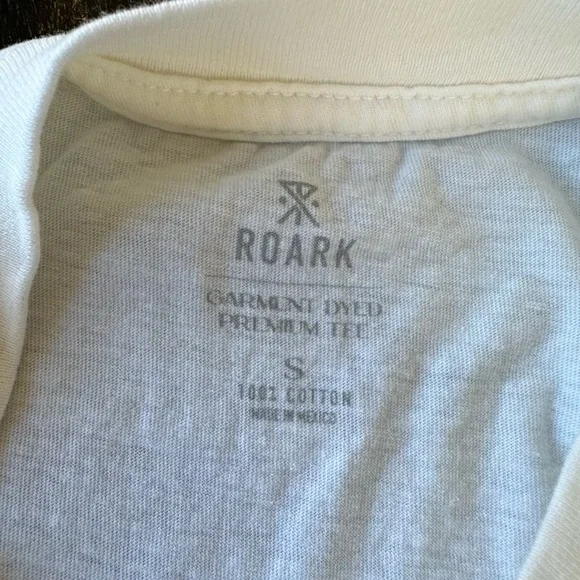 ROARK
GARMENT DYED
PREMIUM TEE
S
100% COTTON
MADE IN MEXICO